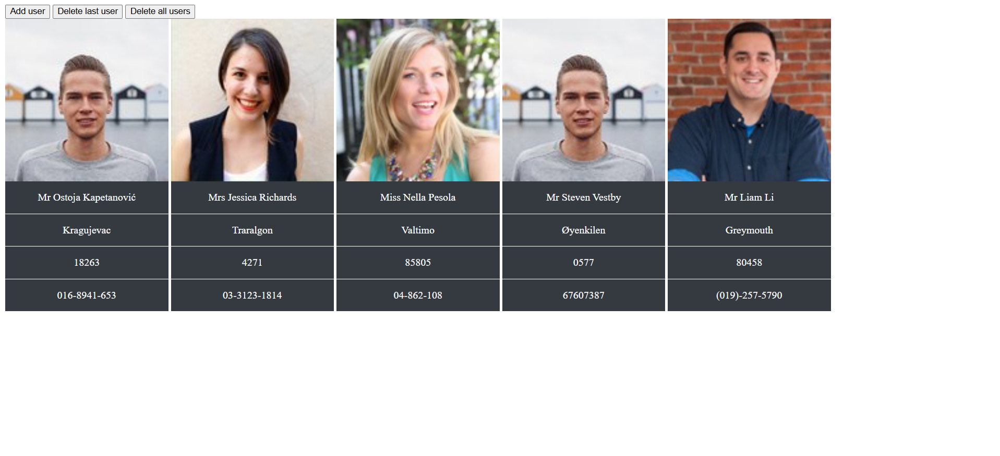 Add user Delete last user Delete all users
Mr Ostoja Kapetanović Mrs Jessica Richards Miss Nella Pesola Mr Steven Vestby Mr Liam Li
Kragujevac Traralgon Valtimo Øyenkilen Greymouth
18263 4271 85805 0577 80458
016-8941-653 03-3123-1814 04-862-108 67607387 (019)-257-5790